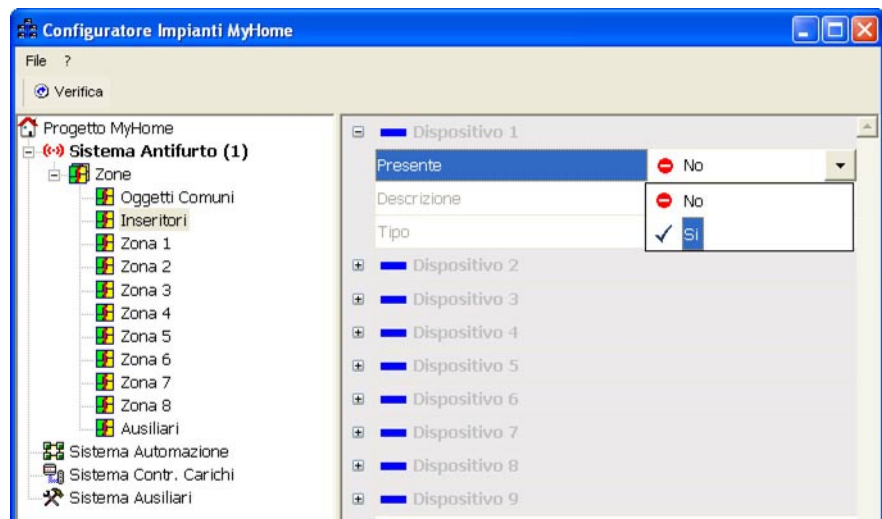 Configuratore Impianti MyHome
File ?
Verifica
Progetto MyHome
Sistema Antifurto (1)
Zone
Oggetti Comuni
Inseritori
Zona 1
Zona 2
Zona 3
Zona 4
Zona 5
Zona 6
Zona 7
Zona 8
Ausiliari
Sistema Automazione
Sistema Contr. Carichi
Sistema Ausiliari
Dispositivo 1
Presente No
Descrizione No
Tipo Si
Dispositivo 2
Dispositivo 3
Dispositivo 4
Dispositivo 5
Dispositivo 6
Dispositivo 7
Dispositivo 8
Dispositivo 9